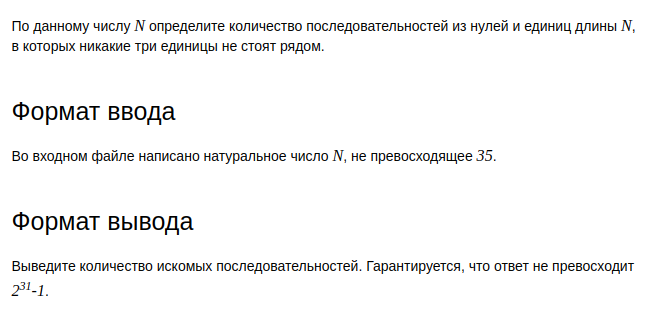 По данному числу N определите количество последовательностей из нулей и единиц длины N,
в которых никакие три единицы не стоят рядом.
Формат ввода
Во входном файле написано натуральное число N, не превосходящее 35.
Формат вывода
Выведите количество искомых последовательностей. Гарантируется, что ответ не превосходит
2³¹-1.